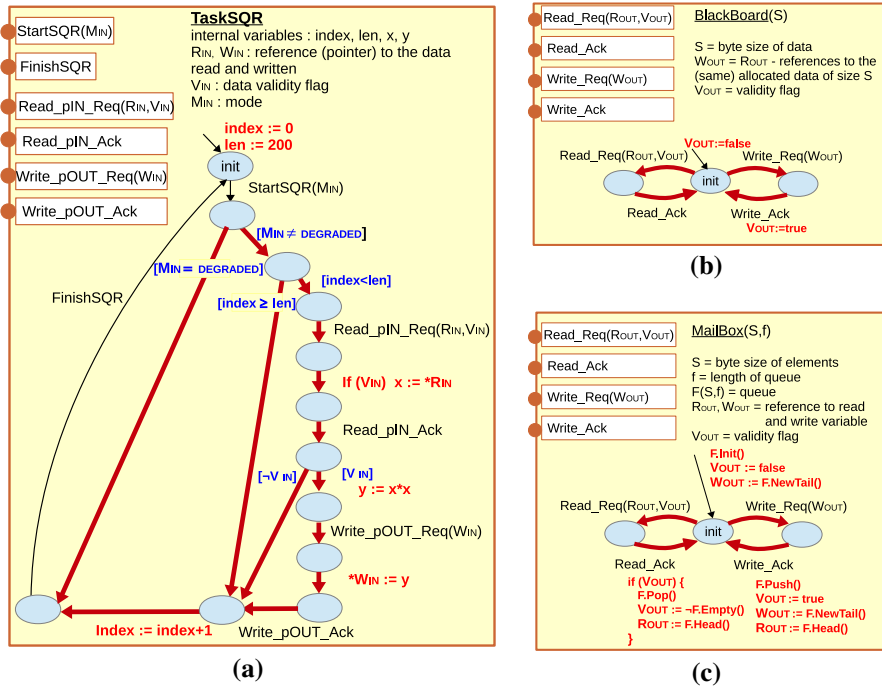 TaskSQR
internal variables : index, len, x, y
RIN, WIN : reference (pointer) to the data
read and written
VIN : data validity flag
MIN : mode
StartSQR(MIN)
FinishSQR
Read_pIN_Req(RIN,VIN)
Read_pIN_Ack
Write_pOUT_Req(WIN)
Write_pOUT_Ack
index := 0
len := 200
init
StartSQR(MIN)
[MIN ≠ DEGRADED]
[MIN = DEGRADED]
[index<len]
[index ≥ len]
FinishSQR
Read_pIN_Req(RIN,VIN)
If (VIN) x := *RIN
Read_pIN_Ack
[¬V IN]
[V IN]
y := x*x
Write_pOUT_Req(WIN)
*WIN := y
Index := index+1
Write_pOUT_Ack
(a)
Read_Req(ROUT,VOUT)
Read_Ack
Write_Req(WOUT)
Write_Ack
BlackBoard(S)
S = byte size of data
WOUT = ROUT - references to the
(same) allocated data of size S
VOUT = validity flag
VOUT:=false
Read_Req(ROUT,VOUT)
Write_Req(WOUT)
init
Read_Ack
Write_Ack
VOUT:=true
(b)
Read_Req(ROUT,VOUT)
Read_Ack
Write_Req(WOUT)
Write_Ack
MailBox(S,f)
S = byte size of elements
f = length of queue
F(S,f) = queue
ROUT, WOUT = reference to read
and write variable
VOUT = validity flag
F.Init()
VOUT := false
WOUT := F.NewTail()
Read_Req(ROUT,VOUT)
Write_Req(WOUT)
init
Read_Ack
if (VOUT) {
F.Pop()
VOUT := ¬F.Empty()
ROUT := F.Head()
}
Write_Ack
F.Push()
VOUT := true
WOUT := F.NewTail()
ROUT := F.Head()
(c)